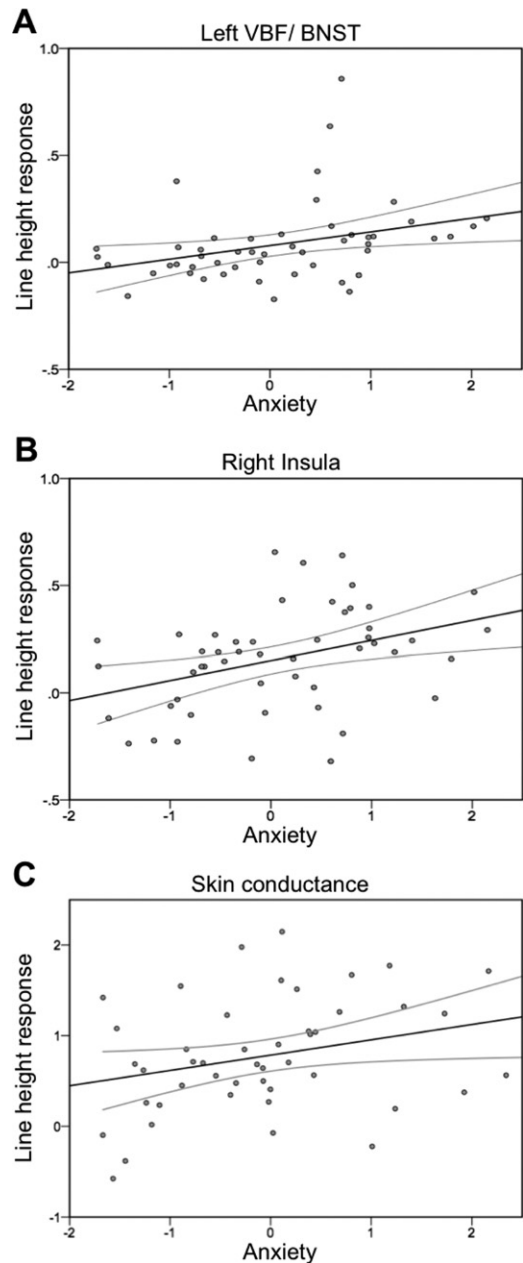 A
Left VBF/ BNST
1.0
.5
.0
-.5
Line height response
-2 -1 0 1 2
Anxiety
B
Right Insula
1.0
.5
.0
-.5
Line height response
-2 -1 0 1 2
Anxiety
C
Skin conductance
2
1
0
-1
Line height response
-2 -1 0 1 2
Anxiety